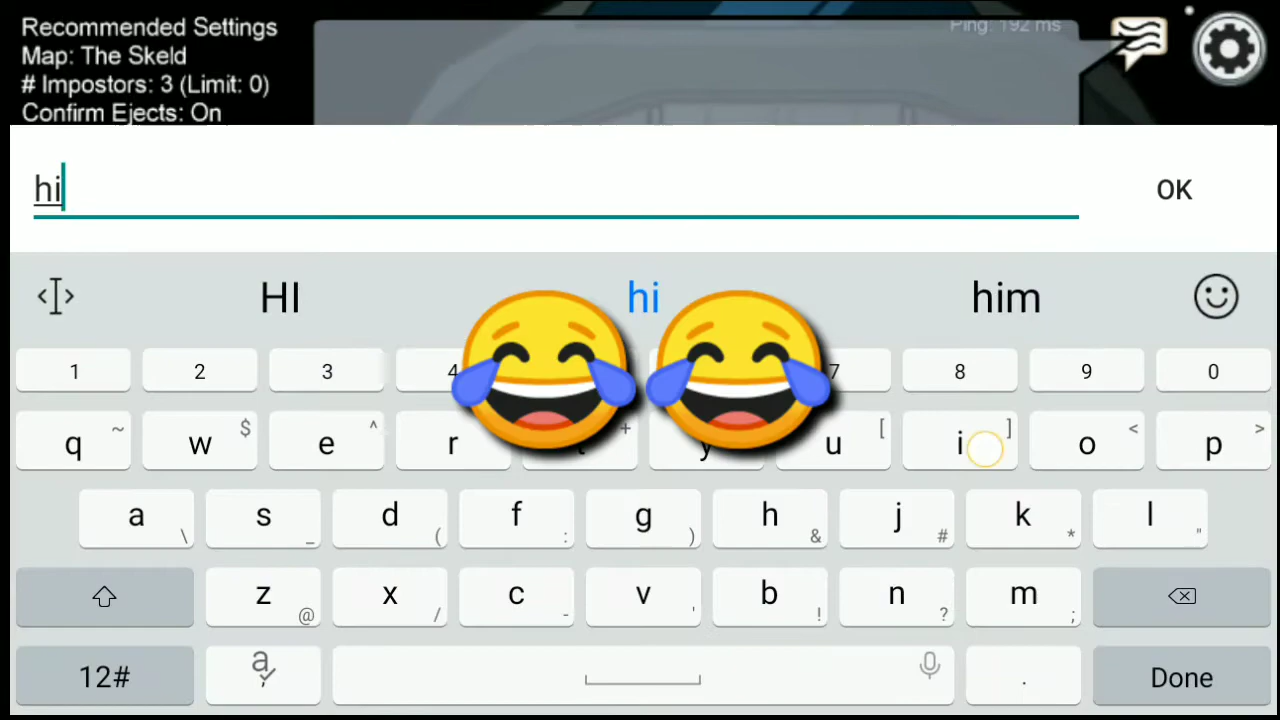 Recommended Settings
Map: The Skeld
# Impostors: 3 (Limit: 0)
Confirm Ejects: On
Ping: 192 ms
hi
OK
HI hi him
1 2 3 4 7 8 9 0
q ~ w $ e ^ r t + y u [ i ] o < p >
a \ s _ d ( f : g ) h & j # k * l "
z @ x / c - v ' b ! n ? m ;
12# a , . Done